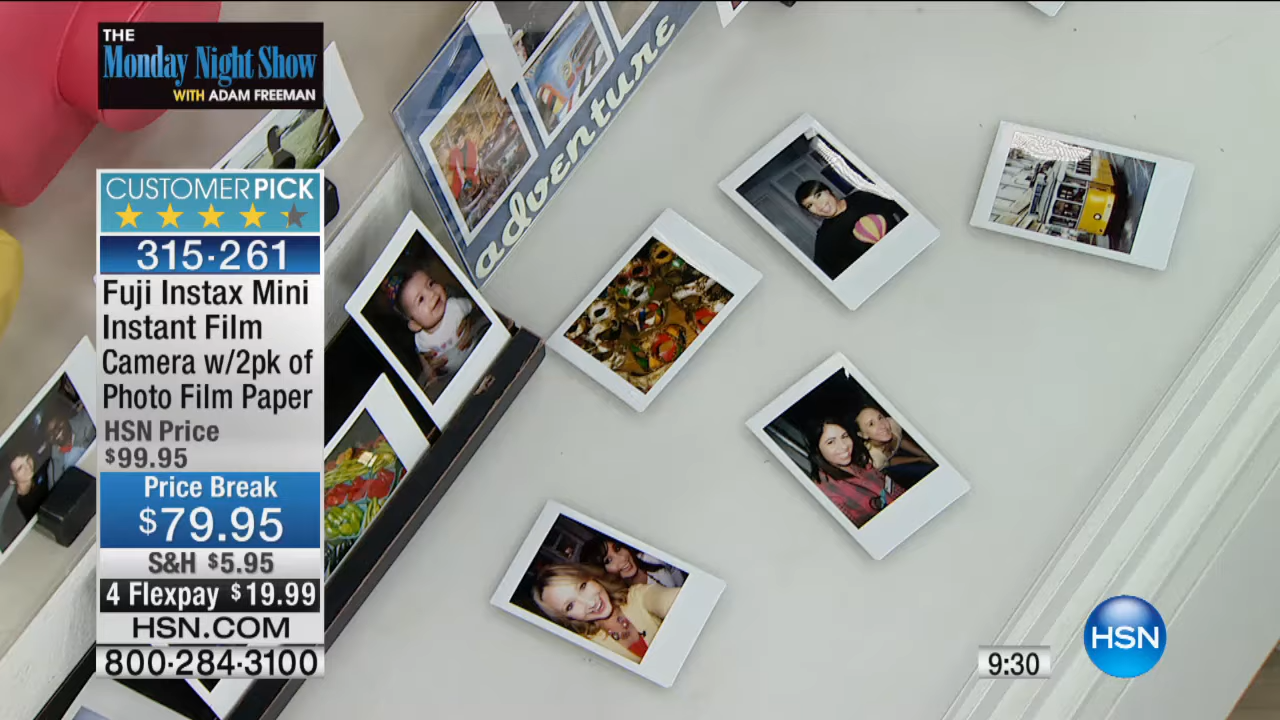 THE
Monday Night Show
WITH ADAM FREEMAN
CUSTOMER PICK
315-261
Fuji Instax Mini
Instant Film
Camera w/2pk of
Photo Film Paper
HSN Price
$99.95
Price Break
$79.95
S&H $5.95
4 Flexpay $19.99
HSN.COM
800-284-3100
adventure
9:30
HSN